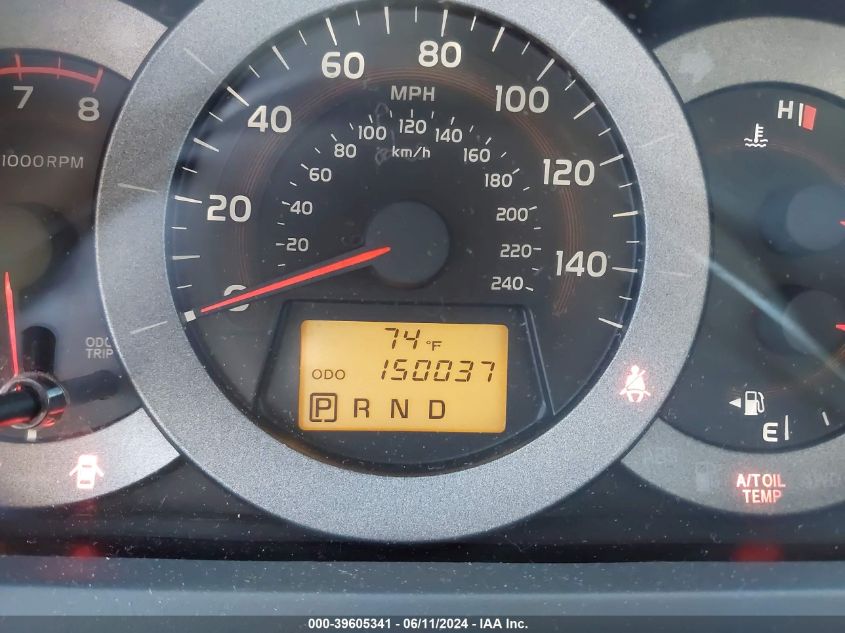 7 8
1000RPM
ODO
TRIP
0 20 40 60 80 100 120 140
MPH
20 40 60 80 100 120 140 160 180 200 220 240
km/h
74°F
ODO 150037
P R N D
H
E
A/T OIL
TEMP
000-39605341 / 06/11/2024 - IAA Inc.